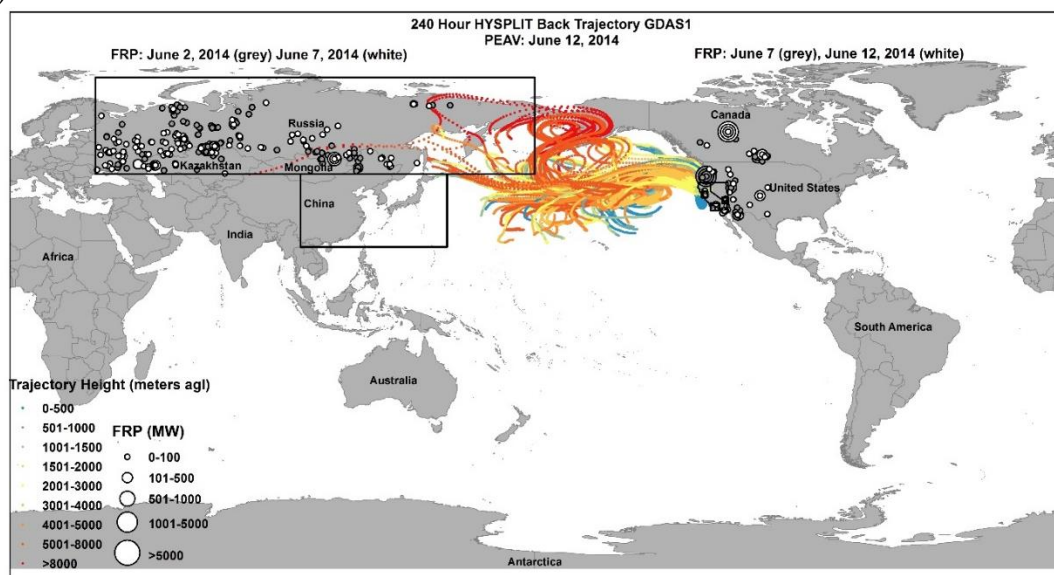 240 Hour HYSPLIT Back Trajectory GDAS1
PEAV: June 12, 2014
FRP: June 2, 2014 (grey) June 7, 2014 (white)
FRP: June 7 (grey), June 12, 2014 (white)
Canada
Russia
Kazakhstan
Mongolia
United States
China
India
Africa
South America
Australia
Trajectory Height (meters agl)
0-500
501-1000
1001-1500
1501-2000
2001-3000
3001-4000
4001-5000
5001-8000
>8000
FRP (MW)
0-100
101-500
501-1000
1001-5000
>5000
Antarctica